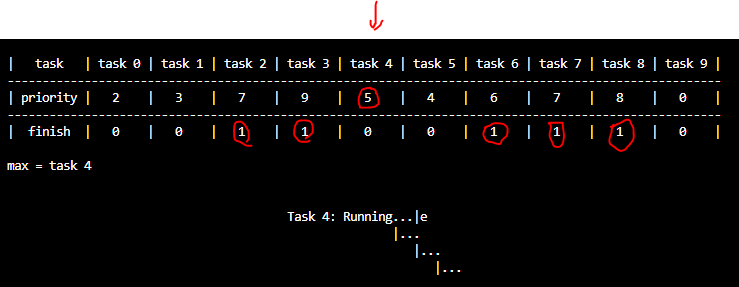 | task | task 0 | task 1 | task 2 | task 3 | task 4 | task 5 | task 6 | task 7 | task 8 | task 9 |
| priority | 2 | 3 | 7 | 9 | 5 | 4 | 6 | 7 | 8 | 0 |
| finish | 0 | 0 | 1 | 1 | 0 | 0 | 1 | 1 | 1 | 0 |
max = task 4
Task 4: Running...|e
|...
|...
|...